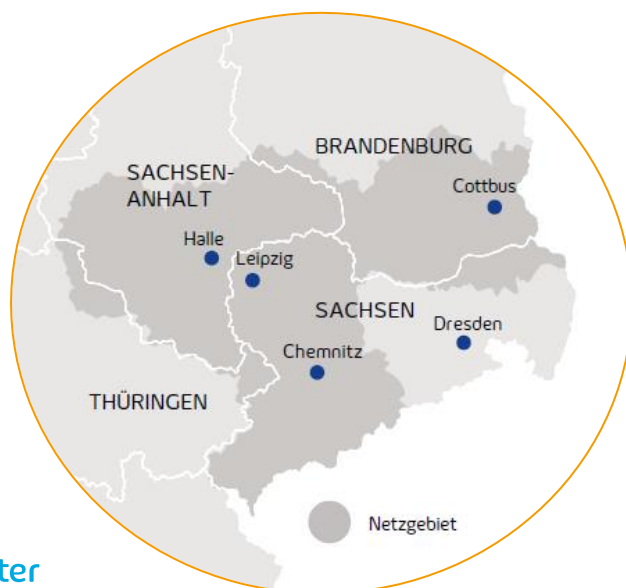 BRANDENBURG
SACHSEN-
ANHALT
Cottbus
Halle
Leipzig
SACHSEN
Dresden
Chemnitz
THÜRINGEN
Netzgebiet
ter